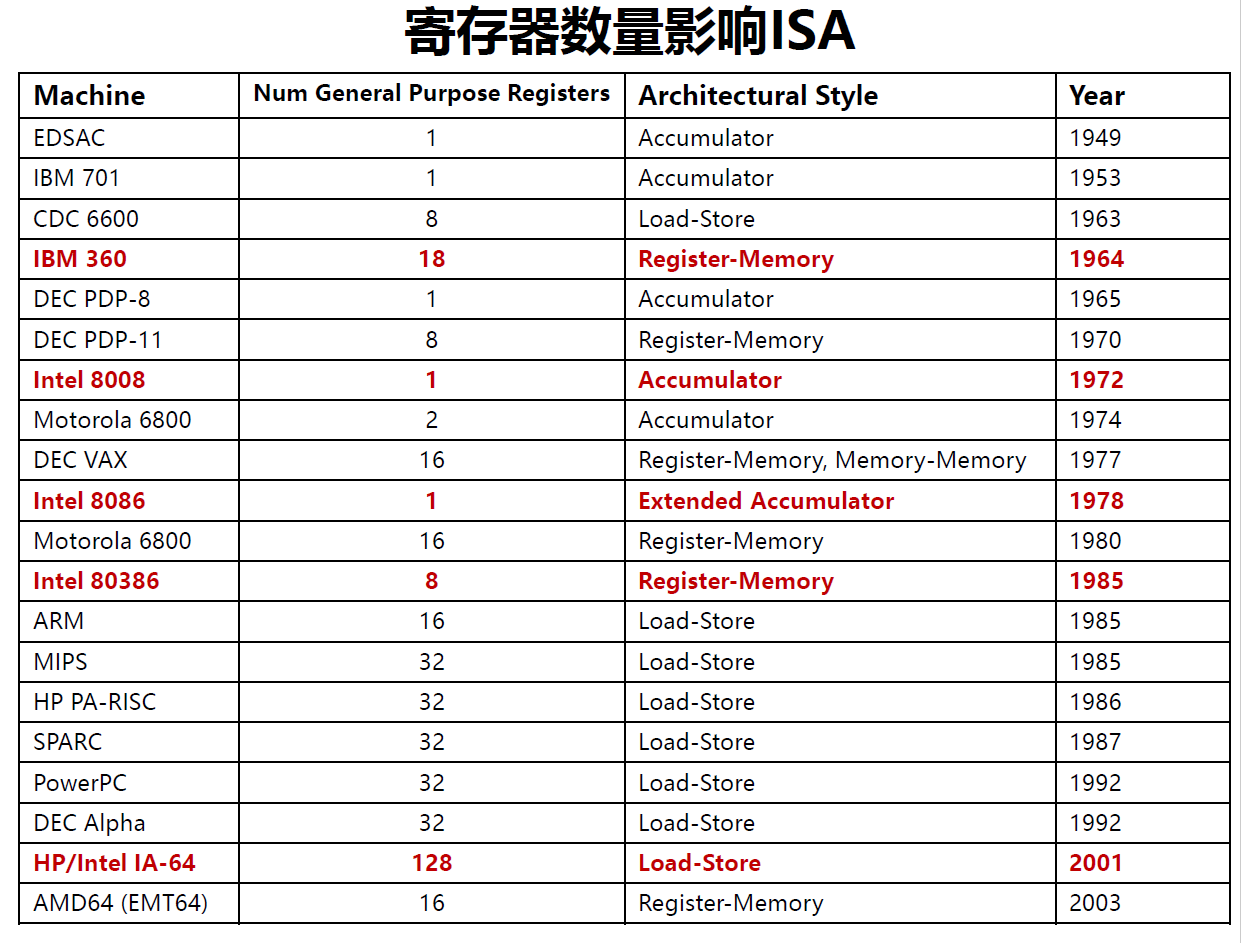 寄存器数量影响ISA
Machine Num General Purpose Registers Architectural Style Year
EDSAC 1 Accumulator 1949
IBM 701 1 Accumulator 1953
CDC 6600 8 Load-Store 1963
IBM 360 18 Register-Memory 1964
DEC PDP-8 1 Accumulator 1965
DEC PDP-11 8 Register-Memory 1970
Intel 8008 1 Accumulator 1972
Motorola 6800 2 Accumulator 1974
DEC VAX 16 Register-Memory, Memory-Memory 1977
Intel 8086 1 Extended Accumulator 1978
Motorola 6800 16 Register-Memory 1980
Intel 80386 8 Register-Memory 1985
ARM 16 Load-Store 1985
MIPS 32 Load-Store 1985
HP PA-RISC 32 Load-Store 1986
SPARC 32 Load-Store 1987
PowerPC 32 Load-Store 1992
DEC Alpha 32 Load-Store 1992
HP/Intel IA-64 128 Load-Store 2001
AMD64 (EMT64) 16 Register-Memory 2003